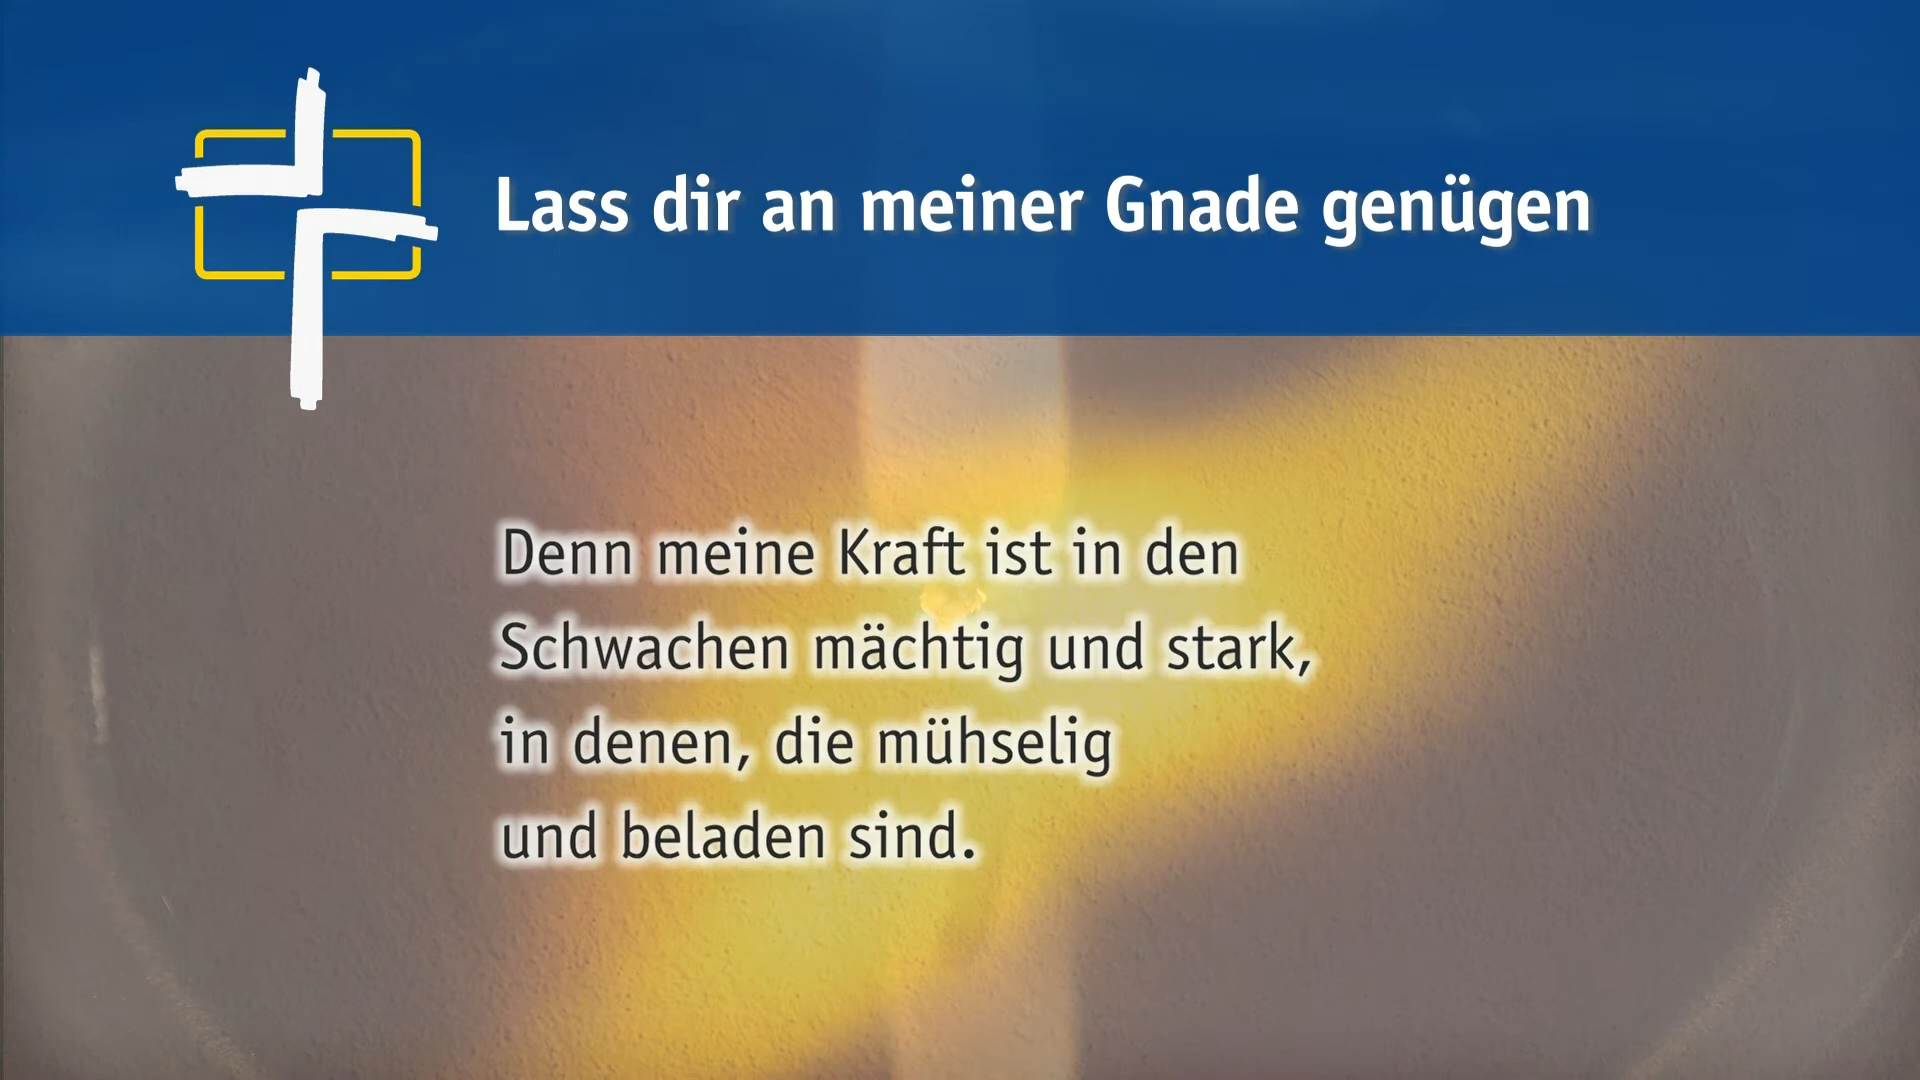 Lass dir an meiner Gnade genügen
Denn meine Kraft ist in den
Schwachen mächtig und stark,
in denen, die mühselig
und beladen sind.